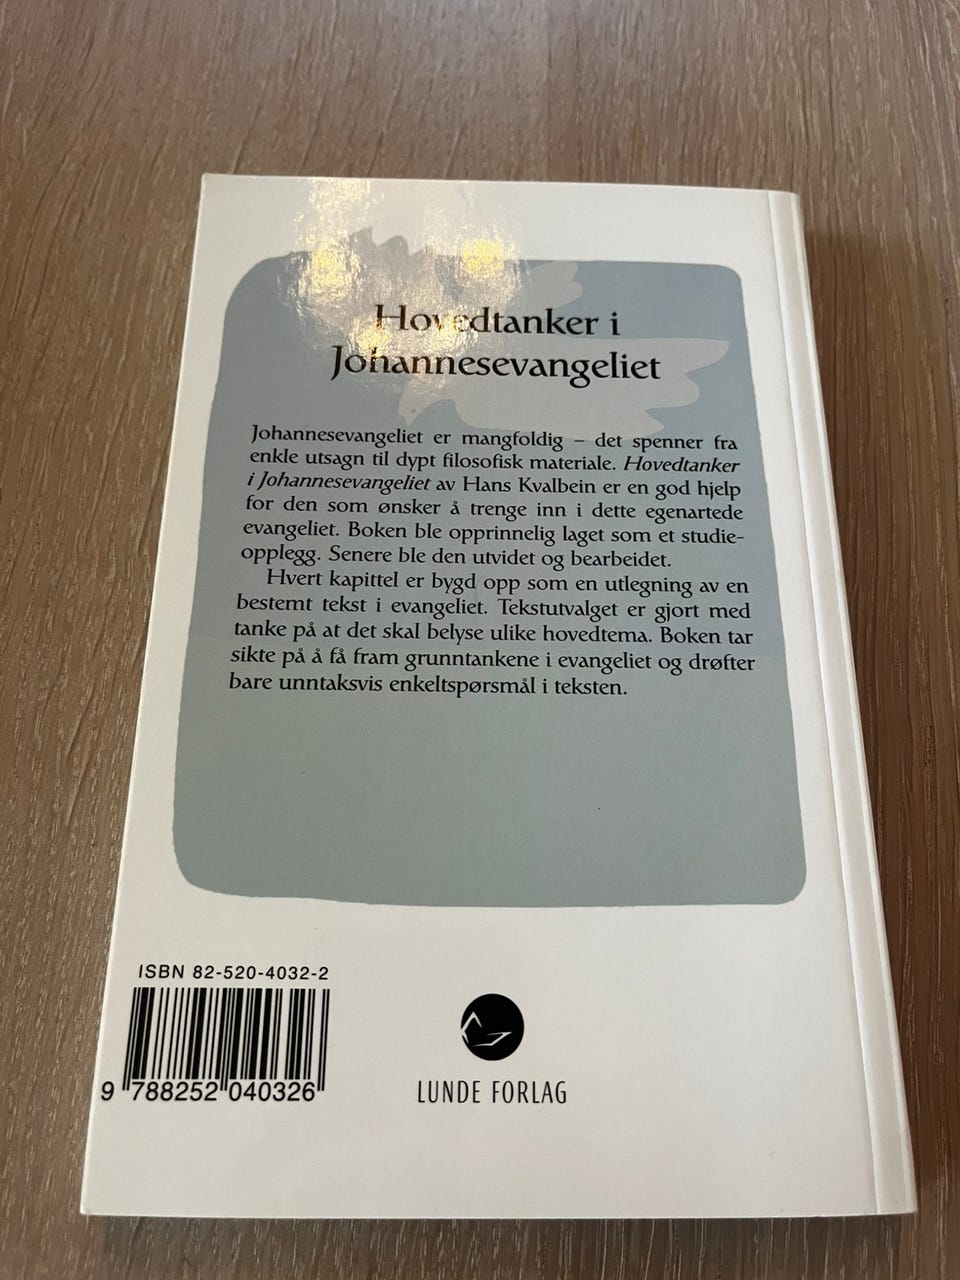 Hovedtanker i
Johannesevangeliet
Johannesevangeliet er mangfoldig – det spenner fra
enkle utsagn til dypt filosofisk materiale. Hovedtanker
i Johannesevangeliet av Hans Kvalbein er en god hjelp
for den som ønsker å trenge inn i dette egenartede
evangeliet. Boken ble opprinnelig laget som et studie-
opplegg. Senere ble den utvidet og bearbeidet.
Hvert kapittel er bygd opp som en utlegning av en
bestemt tekst i evangeliet. Tekstutvalget er gjort med
tanke på at det skal belyse ulike hovedtema. Boken tar
sikte på å få fram grunntankene i evangeliet og drøfter
bare unntaksvis enkeltspørsmål i teksten.
ISBN 82-520-4032-2
9 788252 040326
LUNDE FORLAG